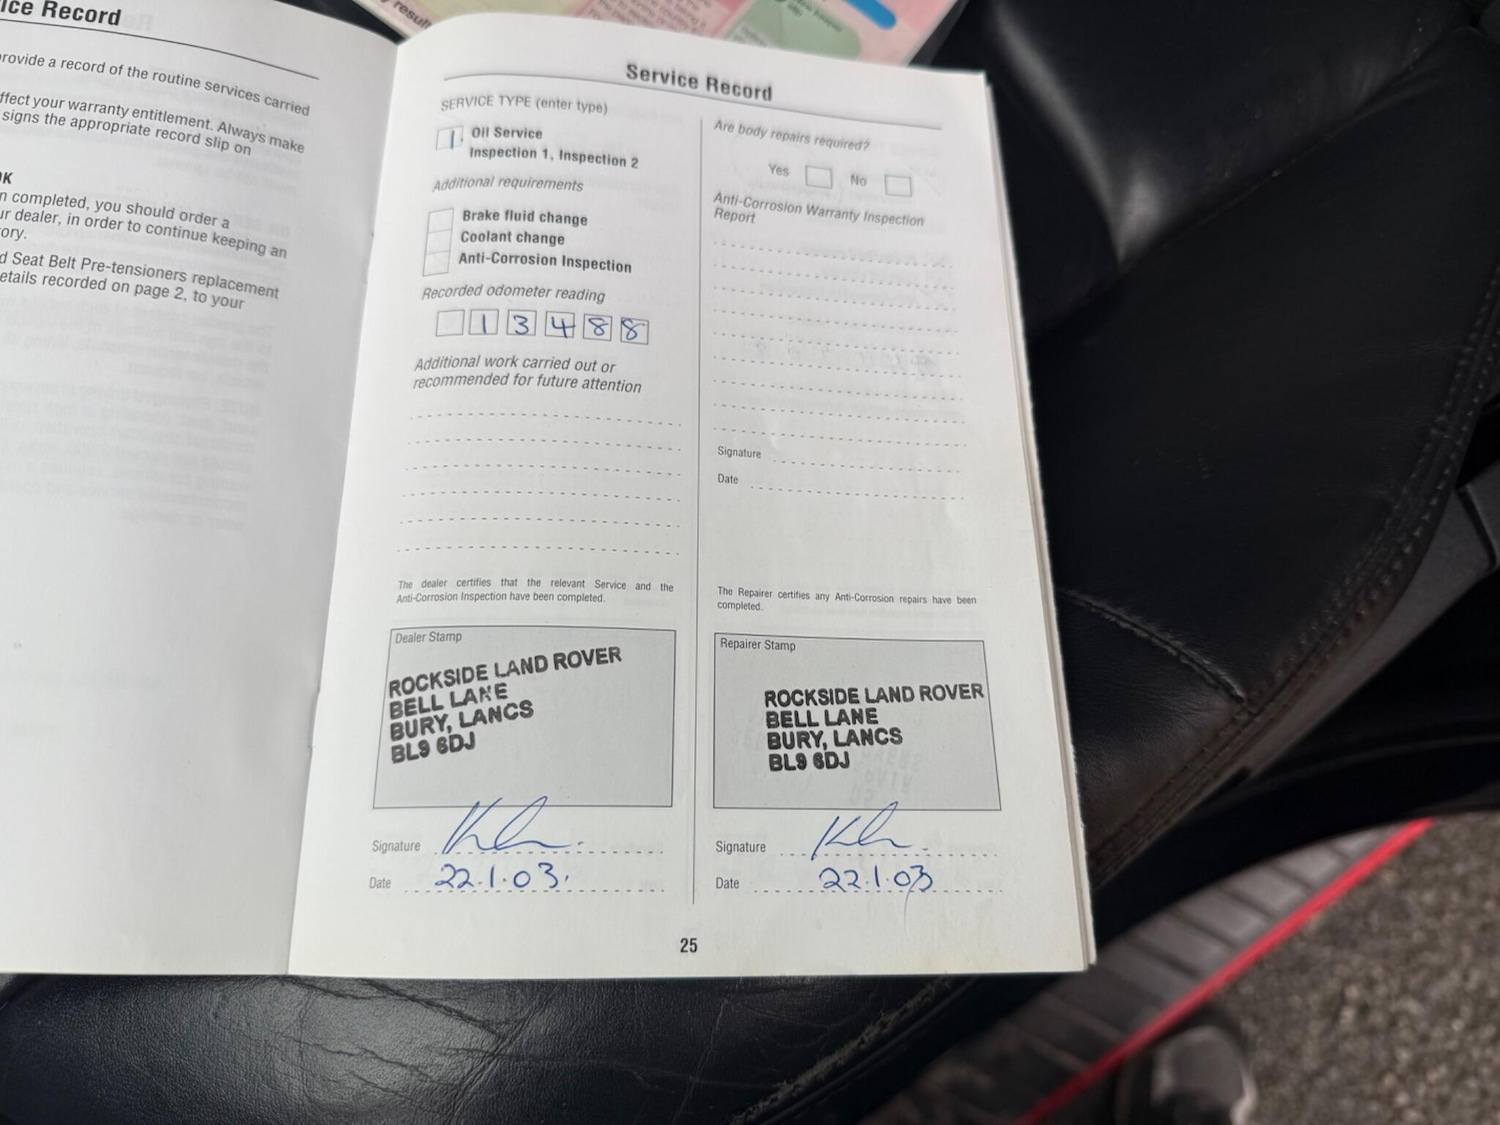 ice Record
provide a record of the routine services carried
ffect your warranty entitlement. Always make
signs the appropriate record slip on
OK
n completed, you should order a
ur dealer, in order to continue keeping an
ory.
d Seat Belt Pre-tensioners replacement
etails recorded on page 2, to your
y result
Service Record
SERVICE TYPE (enter type)
1 Oil Service
Inspection 1, Inspection 2
Additional requirements
Brake fluid change
Coolant change
Anti-Corrosion Inspection
Recorded odometer reading
1 3 4 8 8
Additional work carried out or
recommended for future attention
The dealer certifies that the relevant Service and the
Anti-Corrosion Inspection have been completed.
Dealer Stamp
ROCKSIDE LAND ROVER
BELL LANE
BURY, LANCS
BL9 6DJ
Signature
Date 22.1.03.
Are body repairs required?
Yes No
Anti-Corrosion Warranty Inspection
Report
Signature
Date
The Repairer certifies any Anti-Corrosion repairs have been
completed.
Repairer Stamp
ROCKSIDE LAND ROVER
BELL LANE
BURY, LANCS
BL9 6DJ
Signature
Date 22.1.03
25